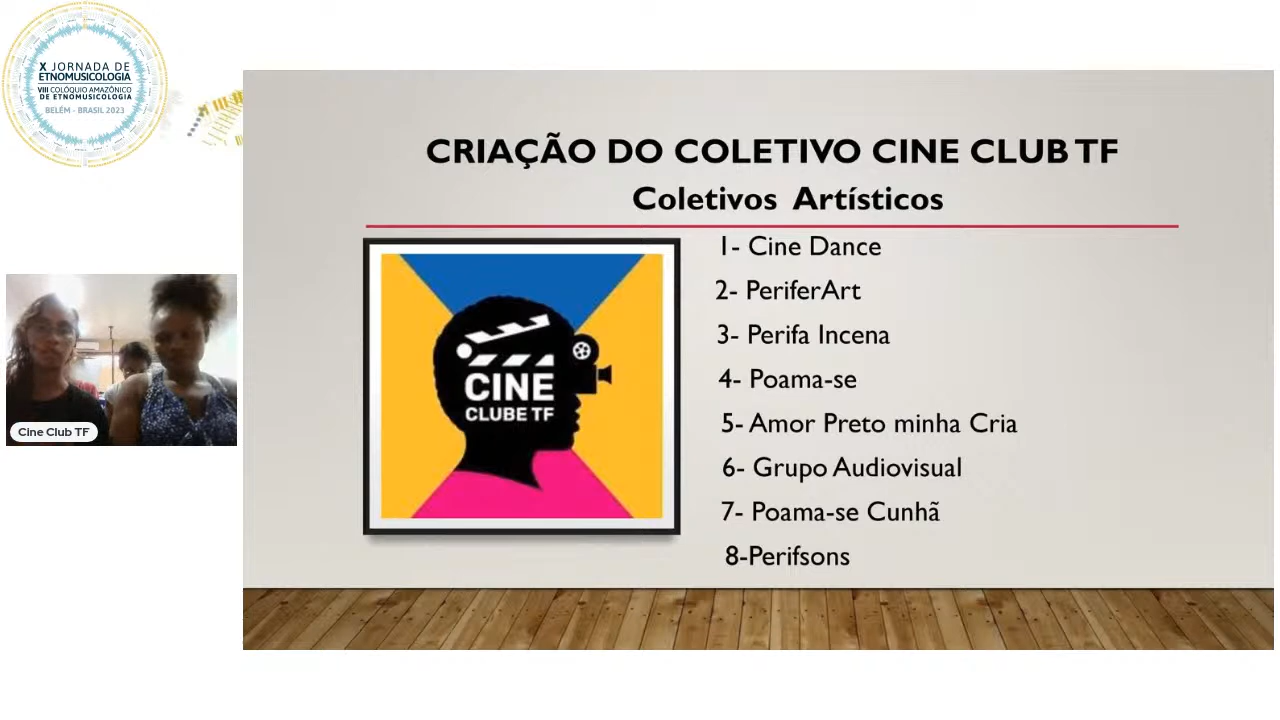 X JORNADA DE
ETNOMUSICOLOGIA
VIII COLÓQUIO AMAZÔNICO
DE ETNOMUSICOLOGIA
BELÉM - BRASIL 2023
CRIAÇÃO DO COLETIVO CINE CLUB TF
Coletivos Artísticos
1- Cine Dance
2- PeriferArt
3- Perifa Incena
4- Poama-se
5- Amor Preto minha Cria
6- Grupo Audiovisual
7- Poama-se Cunhã
8-Perifsons
CINE
CLUBE TF
Cine Club TF